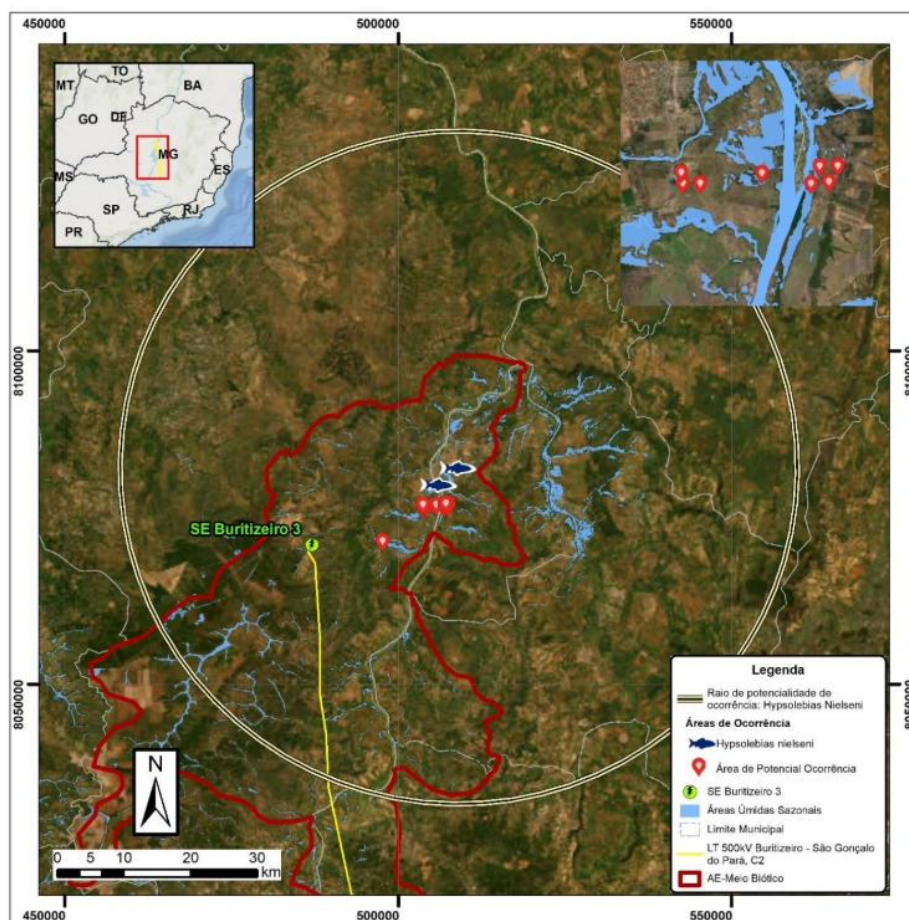 450000
500000
550000
TO
MT
BA
GO
DF
MG
MS
ES
SP
RJ
PR
8100000
8100000
SE Buritizeiro 3
8050000
8050000
Legenda
Raio de potencialidade de
ocorrência: Hypsolebias Nielseni
Áreas de Ocorrência
Hypsolebias nielseni
Área de Potencial Ocorrência
SE Buritizeiro 3
Áreas Úmidas Sazonais
Limite Municipal
LT 500kV Buritizeiro - São Gonçalo
do Pará, C2
AE-Meio Biótico
N
0 5 10 20 30
km
450000
500000
550000